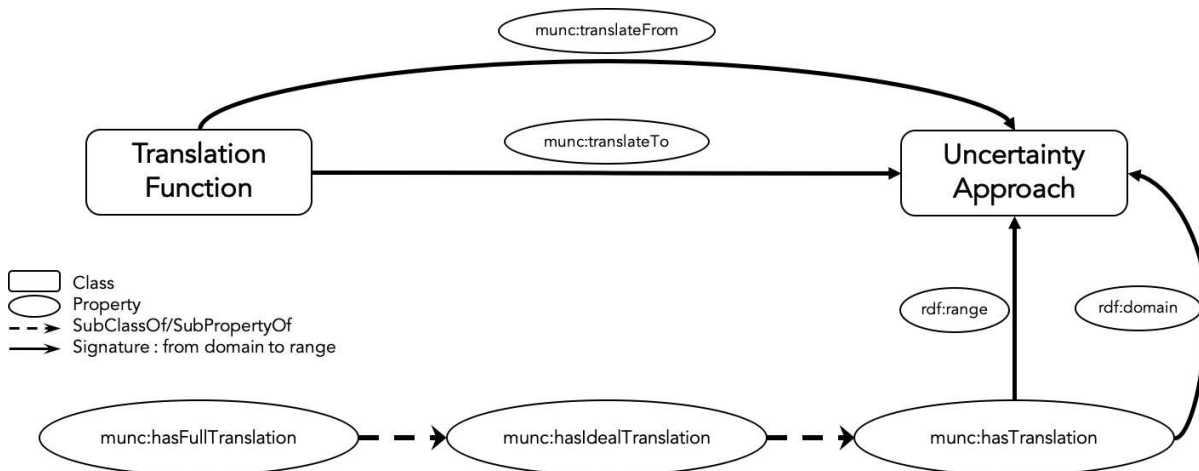 munc:translateFrom
Translation
Function
munc:translateTo
Uncertainty
Approach
Class
Property
SubClassOf/SubPropertyOf
Signature : from domain to range
rdf:range
rdf:domain
munc:hasFullTranslation
munc:hasIdealTranslation
munc:hasTranslation